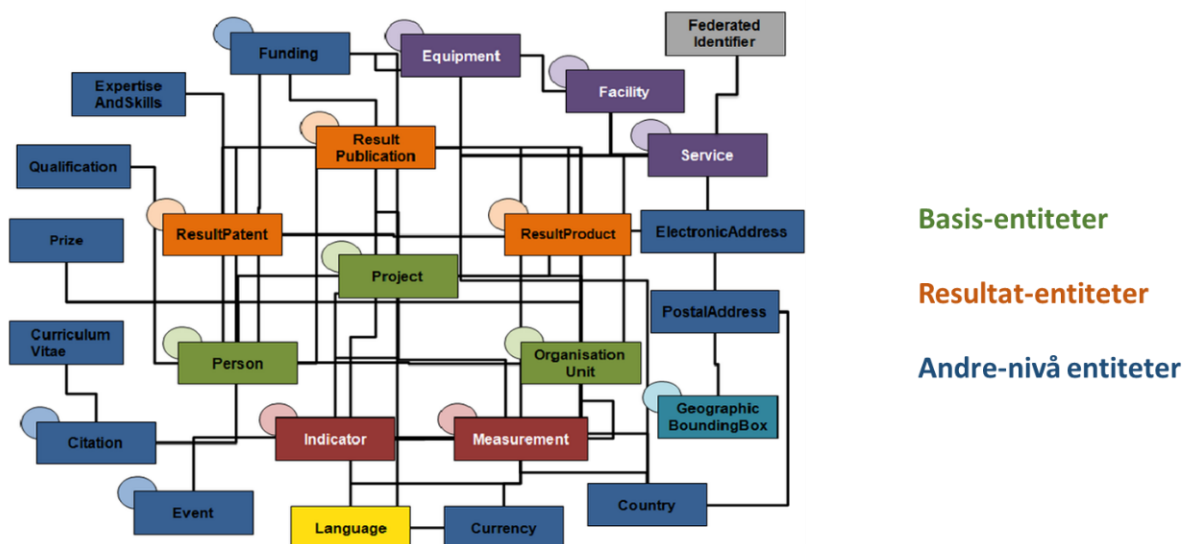 Funding
Equipment
Federated
Identifier
Expertise
AndSkills
Facility
Result
Publication
Service
Qualification
Prize
ResultPatent
ResultProduct
ElectronicAddress
Project
PostalAddress
Curriculum
Vitae
Person
Organisation
Unit
Geographic
BoundingBox
Citation
Indicator
Measurement
Event
Language
Currency
Country
Basis-entiteter
Resultat-entiteter
Andre-nivå entiteter